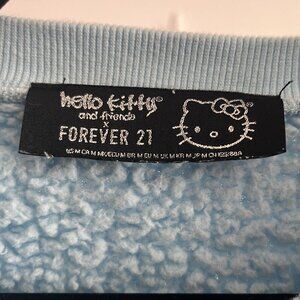 hello kitty®
and friends
x
FOREVER 21